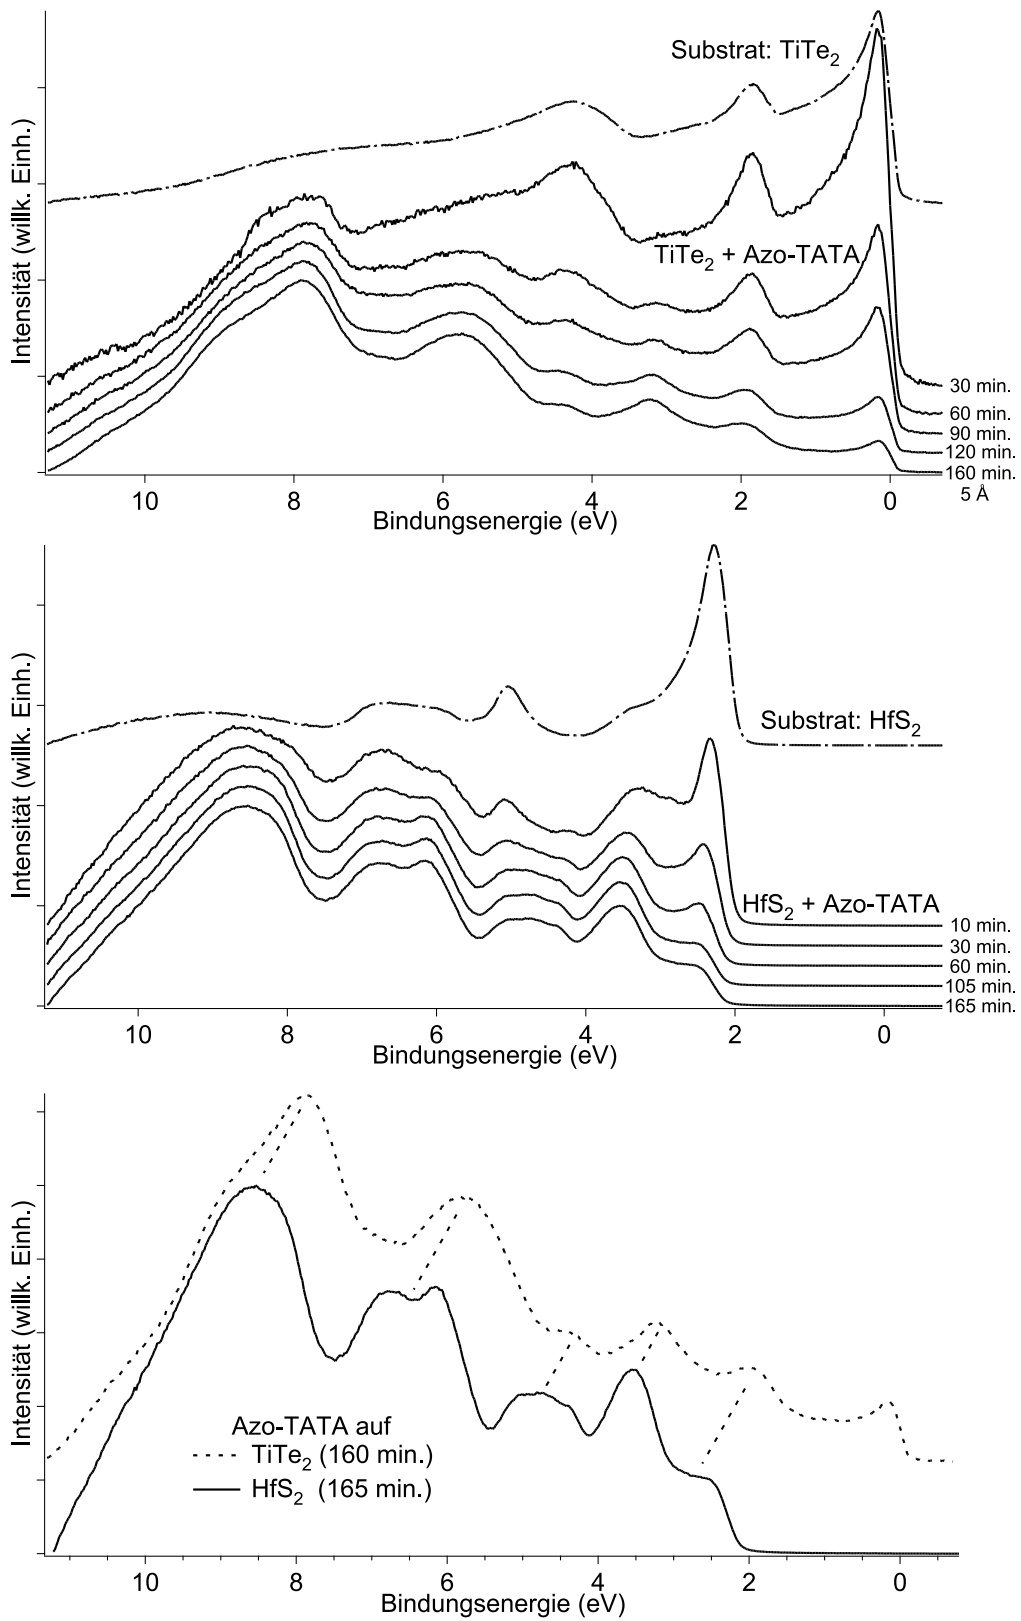 Substrat: TiTe₂
Intensität (willk. Einh.)
TiTe₂ + Azo-TATA
30 min.
60 min.
90 min.
120 min.
160 min.
5 Å
10 8 6 4 2 0
Bindungsenergie (eV)
Intensität (willk. Einh.)
Substrat: HfS₂
HfS₂ + Azo-TATA
10 min.
30 min.
60 min.
105 min.
165 min.
10 8 6 4 2 0
Bindungsenergie (eV)
Intensität (willk. Einh.)
Azo-TATA auf
TiTe₂ (160 min.)
HfS₂ (165 min.)
10 8 6 4 2 0
Bindungsenergie (eV)